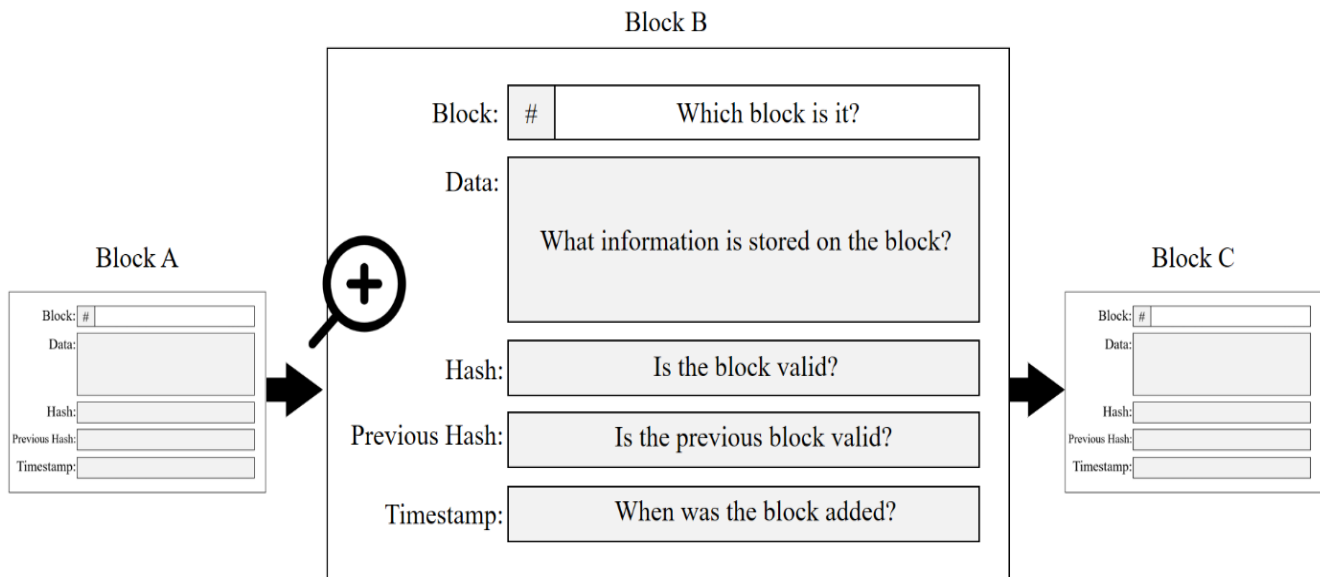 Block B
Block:
#
Which block is it?
Data:
What information is stored on the block?
Hash:
Is the block valid?
Previous Hash:
Is the previous block valid?
Timestamp:
When was the block added?
Block A
Block:
#
Data:
Hash:
Previous Hash:
Timestamp:
Block C
Block:
#
Data:
Hash:
Previous Hash:
Timestamp: